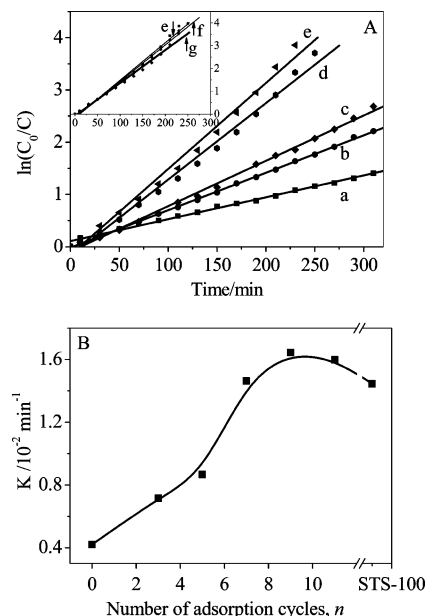 A
ln(C0/C)
4
3
2
1
0
0 50 100 150 200 250 300
Time/min
e
d
c
b
a
e
f
g
4
3
2
1
0
0 50 100 150 200 250 300
B
K /10-2 min-1
1.6
1.2
0.8
0.4
0 2 4 6 8 10 STS-100
Number of adsorption cycles, n